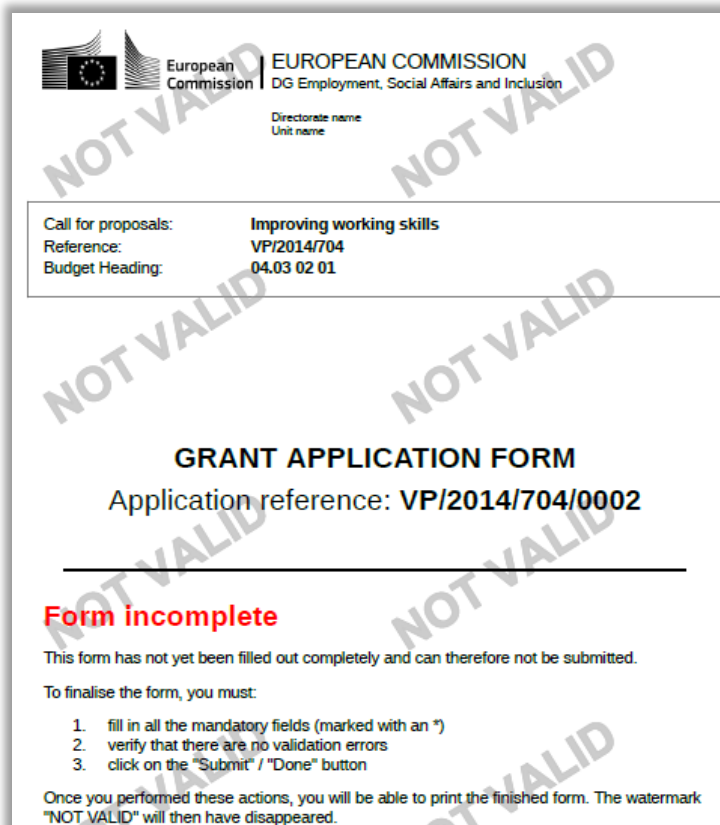 European
Commission
EUROPEAN COMMISSION
DG Employment, Social Affairs and Inclusion
Directorate name
Unit name
NOT VALID NOT VALID
Call for proposals: Improving working skills
Reference: VP/2014/704
Budget Heading: 04.03 02 01
NOT VALID NOT VALID
GRANT APPLICATION FORM
Application reference: VP/2014/704/0002
NOT VALID NOT VALID
Form incomplete
This form has not yet been filled out completely and can therefore not be submitted.
To finalise the form, you must:
1. fill in all the mandatory fields (marked with an *)
2. verify that there are no validation errors
3. click on the "Submit" / "Done" button
NOT VALID NOT VALID
Once you performed these actions, you will be able to print the finished form. The watermark
"NOT VALID" will then have disappeared.